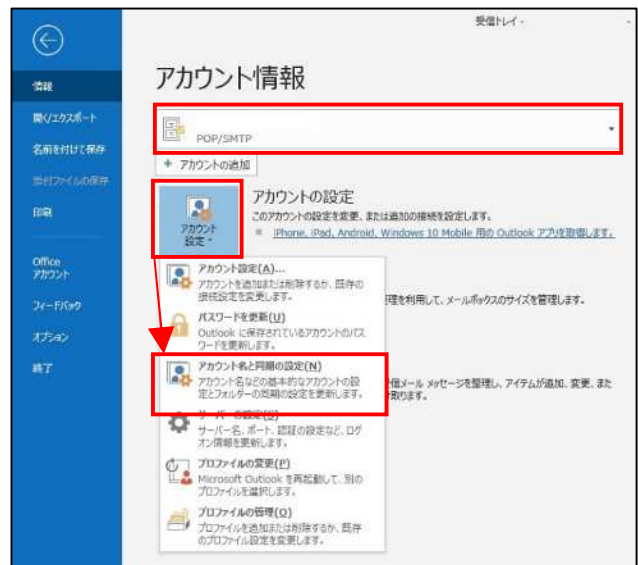 受信トレイ -
アカウント情報
情報
開く/エクスポート
名前を付けて保存
添付ファイルの保存
印刷
Office
アカウント
フィードバック
オプション
終了
POP/SMTP
+ アカウントの追加
アカウント
設定
アカウントの設定
このアカウントの設定を変更、または追加の接続を設定します。
iPhone、iPad、Android、Windows 10 Mobile 用の Outlook アプリを取得します。
アカウント設定(A)...
アカウントを追加または削除するか、既存の
接続設定を変更します。
パスワードを更新(U)
Outlook に保存されているアカウントのパス
ワードを更新します。
アカウント名と同期の設定(N)
アカウント名などの基本的なアカウントの設
定とフォルダーの同期の設定を更新します。
サーバーの設定(S)
サーバー名、ポート、認証の設定など、ログ
オン情報を更新します。
プロファイルの変更(P)
Microsoft Outlook を再起動して、別の
プロファイルを選択します。
プロファイルの管理(O)
プロファイルを追加または削除するか、既存
のプロファイル設定を変更します。
理を利用して、メールボックスのサイズを管理します。
信メール メッセージを整理し、アイテムが追加、変更、また
取ります。